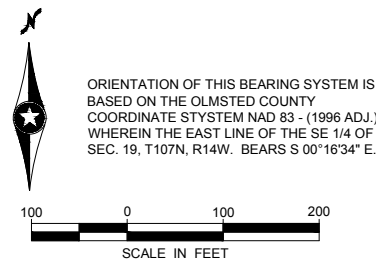 N
ORIENTATION OF THIS BEARING SYSTEM IS
BASED ON THE OLMSTED COUNTY
COORDINATE STYSTEM NAD 83 - (1996 ADJ.)
WHEREIN THE EAST LINE OF THE SE 1/4 OF
SEC. 19, T107N, R14W. BEARS S 00°16'34" E.
100 0 100 200
SCALE IN FEET